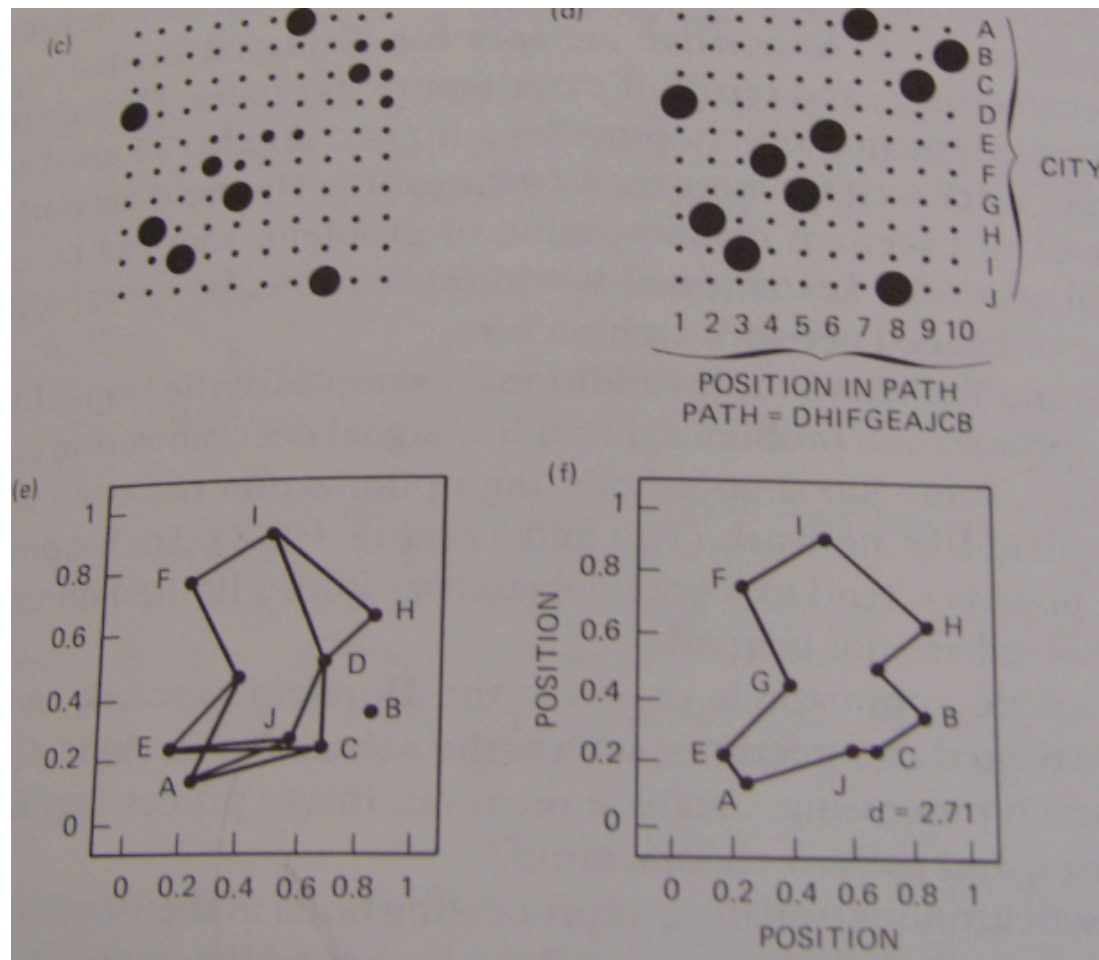 (c)
(d)
A
B
C
D
E
F
G
H
I
J
CITY
1 2 3 4 5 6 7 8 9 10
POSITION IN PATH
PATH = DHIFGEAJCB
(e)
1
0.8
0.6
0.4
0.2
0
I
F
H
D
B
J
E
C
A
0 0.2 0.4 0.6 0.8 1
(f)
POSITION
1
0.8
0.6
0.4
0.2
0
I
F
H
G
B
E
C
J
A
d = 2.71
0 0.2 0.4 0.6 0.8 1
POSITION